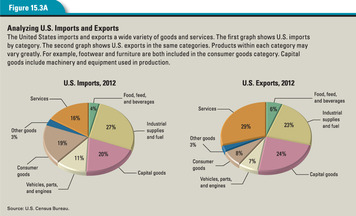 Figure 15.3A
Analyzing U.S. Imports and Exports
The United States imports and exports a wide variety of goods and services. The first graph shows U.S. imports
by category. The second graph shows U.S. exports in the same categories. Products within each category may
vary greatly. For example, footwear and furniture are both included in the consumer goods category. Capital
goods include machinery and equipment used in production.
U.S. Imports, 2012
Services
16%
4%
Food, feed,
and beverages
27%
Industrial
supplies
and fuel
Other goods
3%
19%
20%
11%
Consumer
goods
Capital goods
Vehicles, parts,
and engines
U.S. Exports, 2012
Services
29%
6%
Food, feed,
and beverages
23%
Industrial
supplies
and fuel
Other goods
3%
8%
24%
7%
Consumer
goods
Capital goods
Vehicles, parts,
and engines
Source: U.S. Census Bureau.